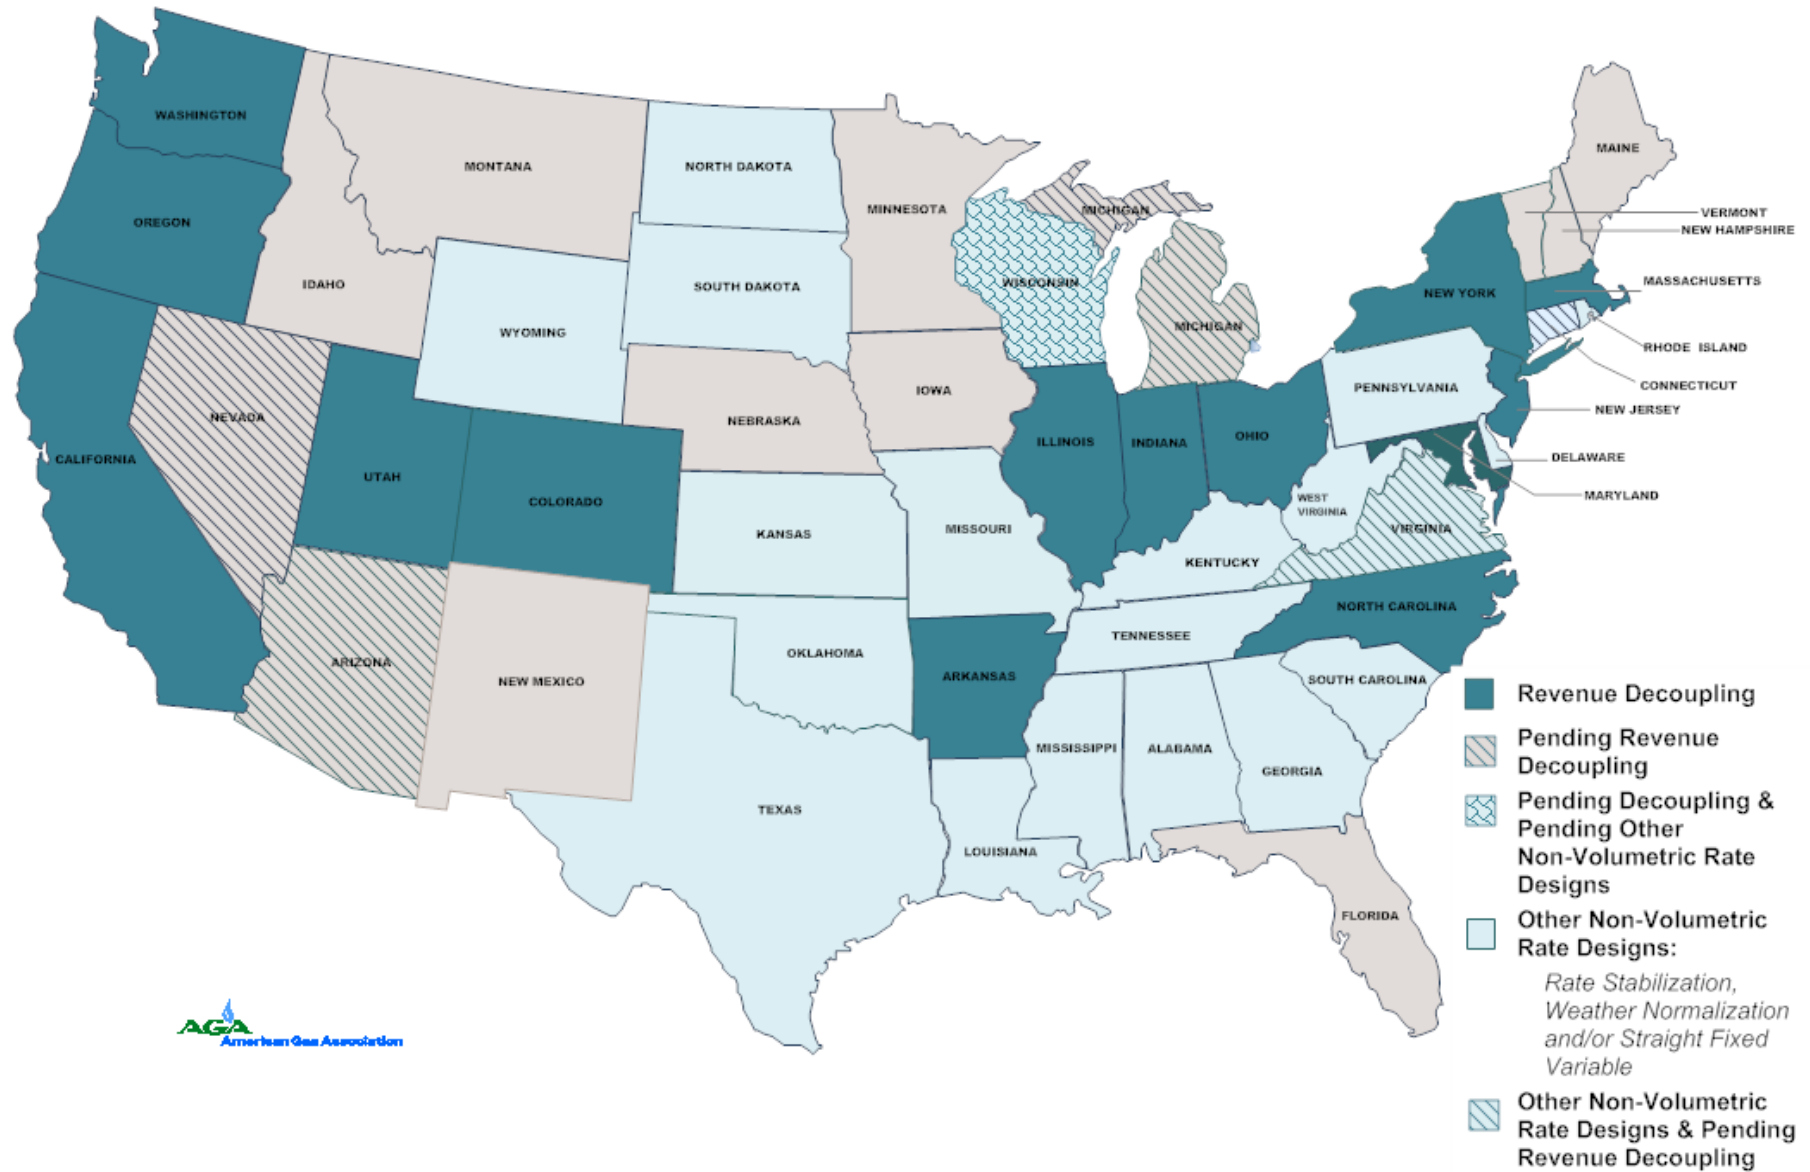 WASHINGTON
MAINE
MONTANA
NORTH DAKOTA
MINNESOTA
MICHIGAN
VERMONT
OREGON
NEW HAMPSHIRE
IDAHO
SOUTH DAKOTA
WISCONSIN
MASSACHUSETTS
NEW YORK
WYOMING
MICHIGAN
RHODE ISLAND
IOWA
PENNSYLVANIA
CONNECTICUT
NEVADA
NEBRASKA
NEW JERSEY
ILLINOIS
INDIANA
OHIO
CALIFORNIA
DELAWARE
UTAH
COLORADO
WEST
VIRGINIA
MARYLAND
KANSAS
MISSOURI
VIRGINIA
KENTUCKY
NORTH CAROLINA
TENNESSEE
ARIZONA
OKLAHOMA
NEW MEXICO
ARKANSAS
SOUTH CAROLINA
MISSISSIPPI
ALABAMA
GEORGIA
TEXAS
LOUISIANA
FLORIDA
Revenue Decoupling
Pending Revenue
Decoupling
Pending Decoupling &
Pending Other
Non-Volumetric Rate
Designs
Other Non-Volumetric
Rate Designs:
Rate Stabilization,
Weather Normalization
and/or Straight Fixed
Variable
Other Non-Volumetric
Rate Designs & Pending
Revenue Decoupling
AGA
American Gas Association